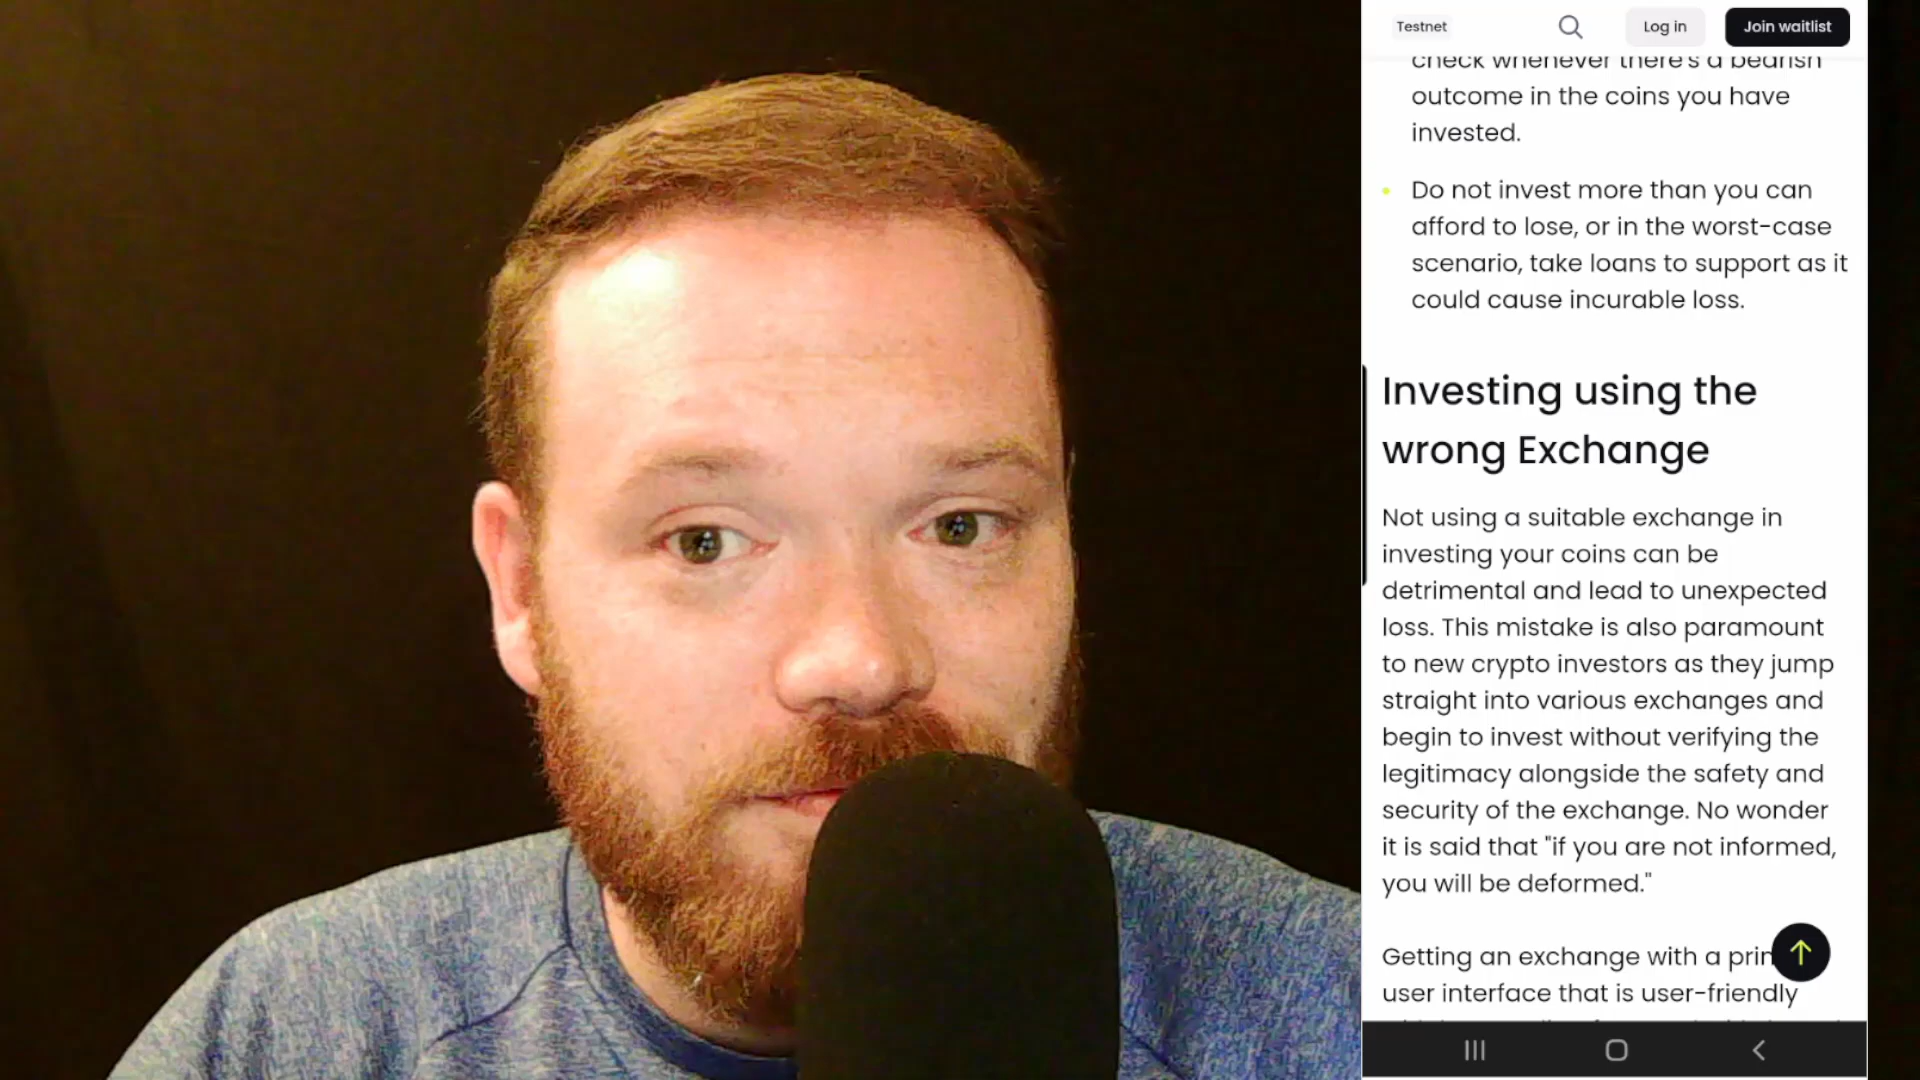 Testnet
Log in
Join waitlist
check whenever there's a bearish
outcome in the coins you have
invested.
Do not invest more than you can
afford to lose, or in the worst-case
scenario, take loans to support as it
could cause incurable loss.
Investing using the
wrong Exchange
Not using a suitable exchange in
investing your coins can be
detrimental and lead to unexpected
loss. This mistake is also paramount
to new crypto investors as they jump
straight into various exchanges and
begin to invest without verifying the
legitimacy alongside the safety and
security of the exchange. No wonder
it is said that "if you are not informed,
you will be deformed."
Getting an exchange with a
user interface that is user-friendly